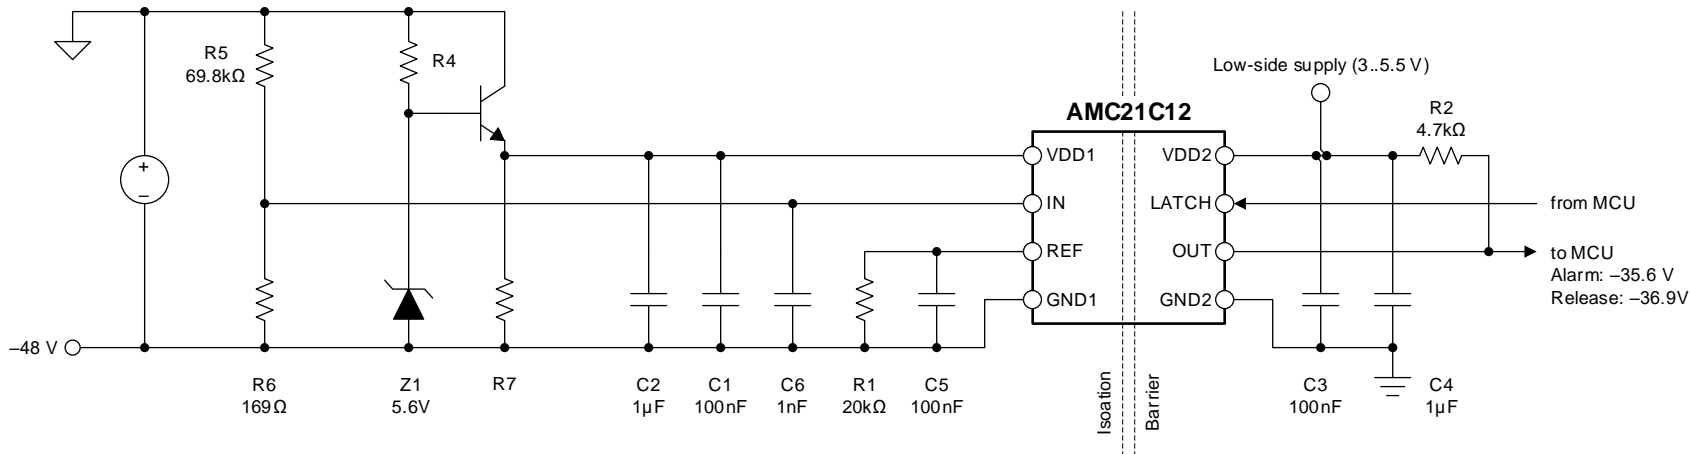 R5
69.8kΩ
R4
Low-side supply (3..5.5 V)
AMC21C12
R2
4.7kΩ
+
–
VDD1
VDD2
IN
LATCH
from MCU
REF
OUT
to MCU
Alarm: –35.6 V
Release: –36.9V
GND1
GND2
–48 V
R6
169Ω
Z1
5.6V
R7
C2
1µF
C1
100nF
C6
1nF
R1
20kΩ
C5
100nF
Isoation
Barrier
C3
100nF
C4
1µF